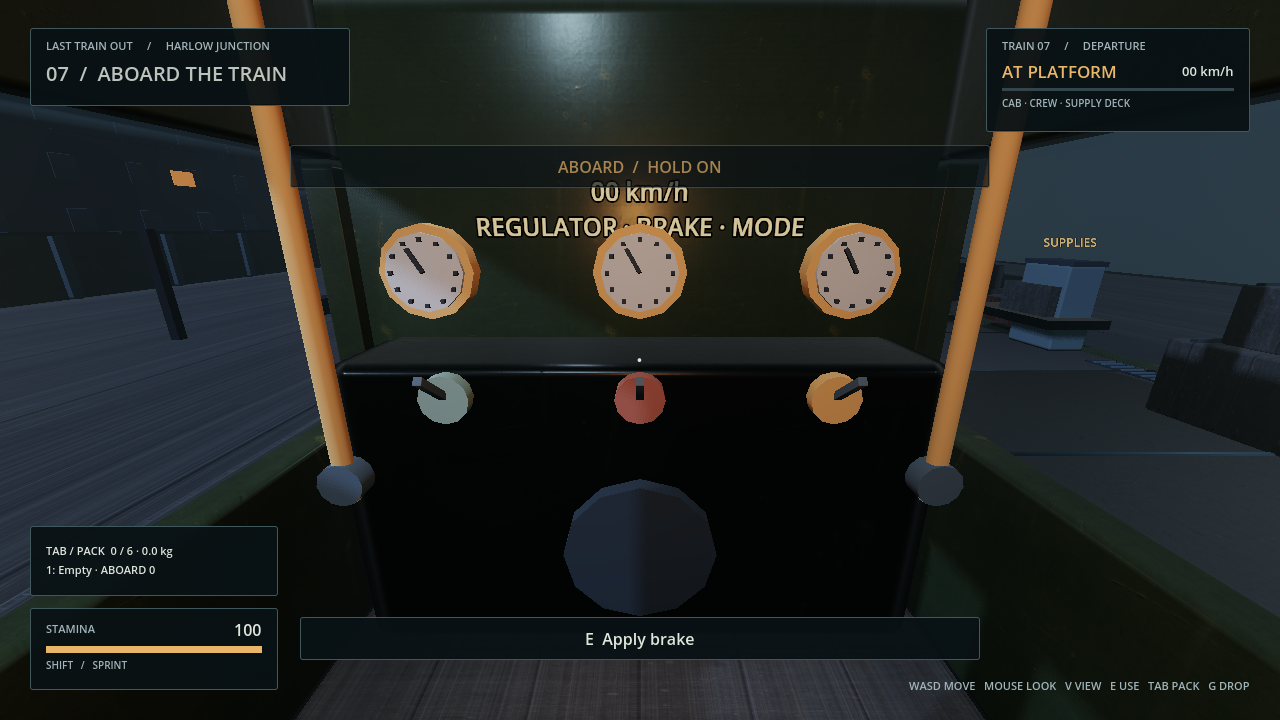 LAST TRAIN OUT / HARLOW JUNCTION
07 / ABOARD THE TRAIN
TRAIN 07 / DEPARTURE
AT PLATFORM 00 km/h
CAB · CREW · SUPPLY DECK
ABOARD / HOLD ON
00 km/h
REGULATOR · BRAKE · MODE
SUPPLIES
TAB / PACK 0 / 6 · 0.0 kg
1: Empty · ABOARD 0
STAMINA 100
SHIFT / SPRINT
E Apply brake
WASD MOVE MOUSE LOOK V VIEW E USE TAB PACK G DROP